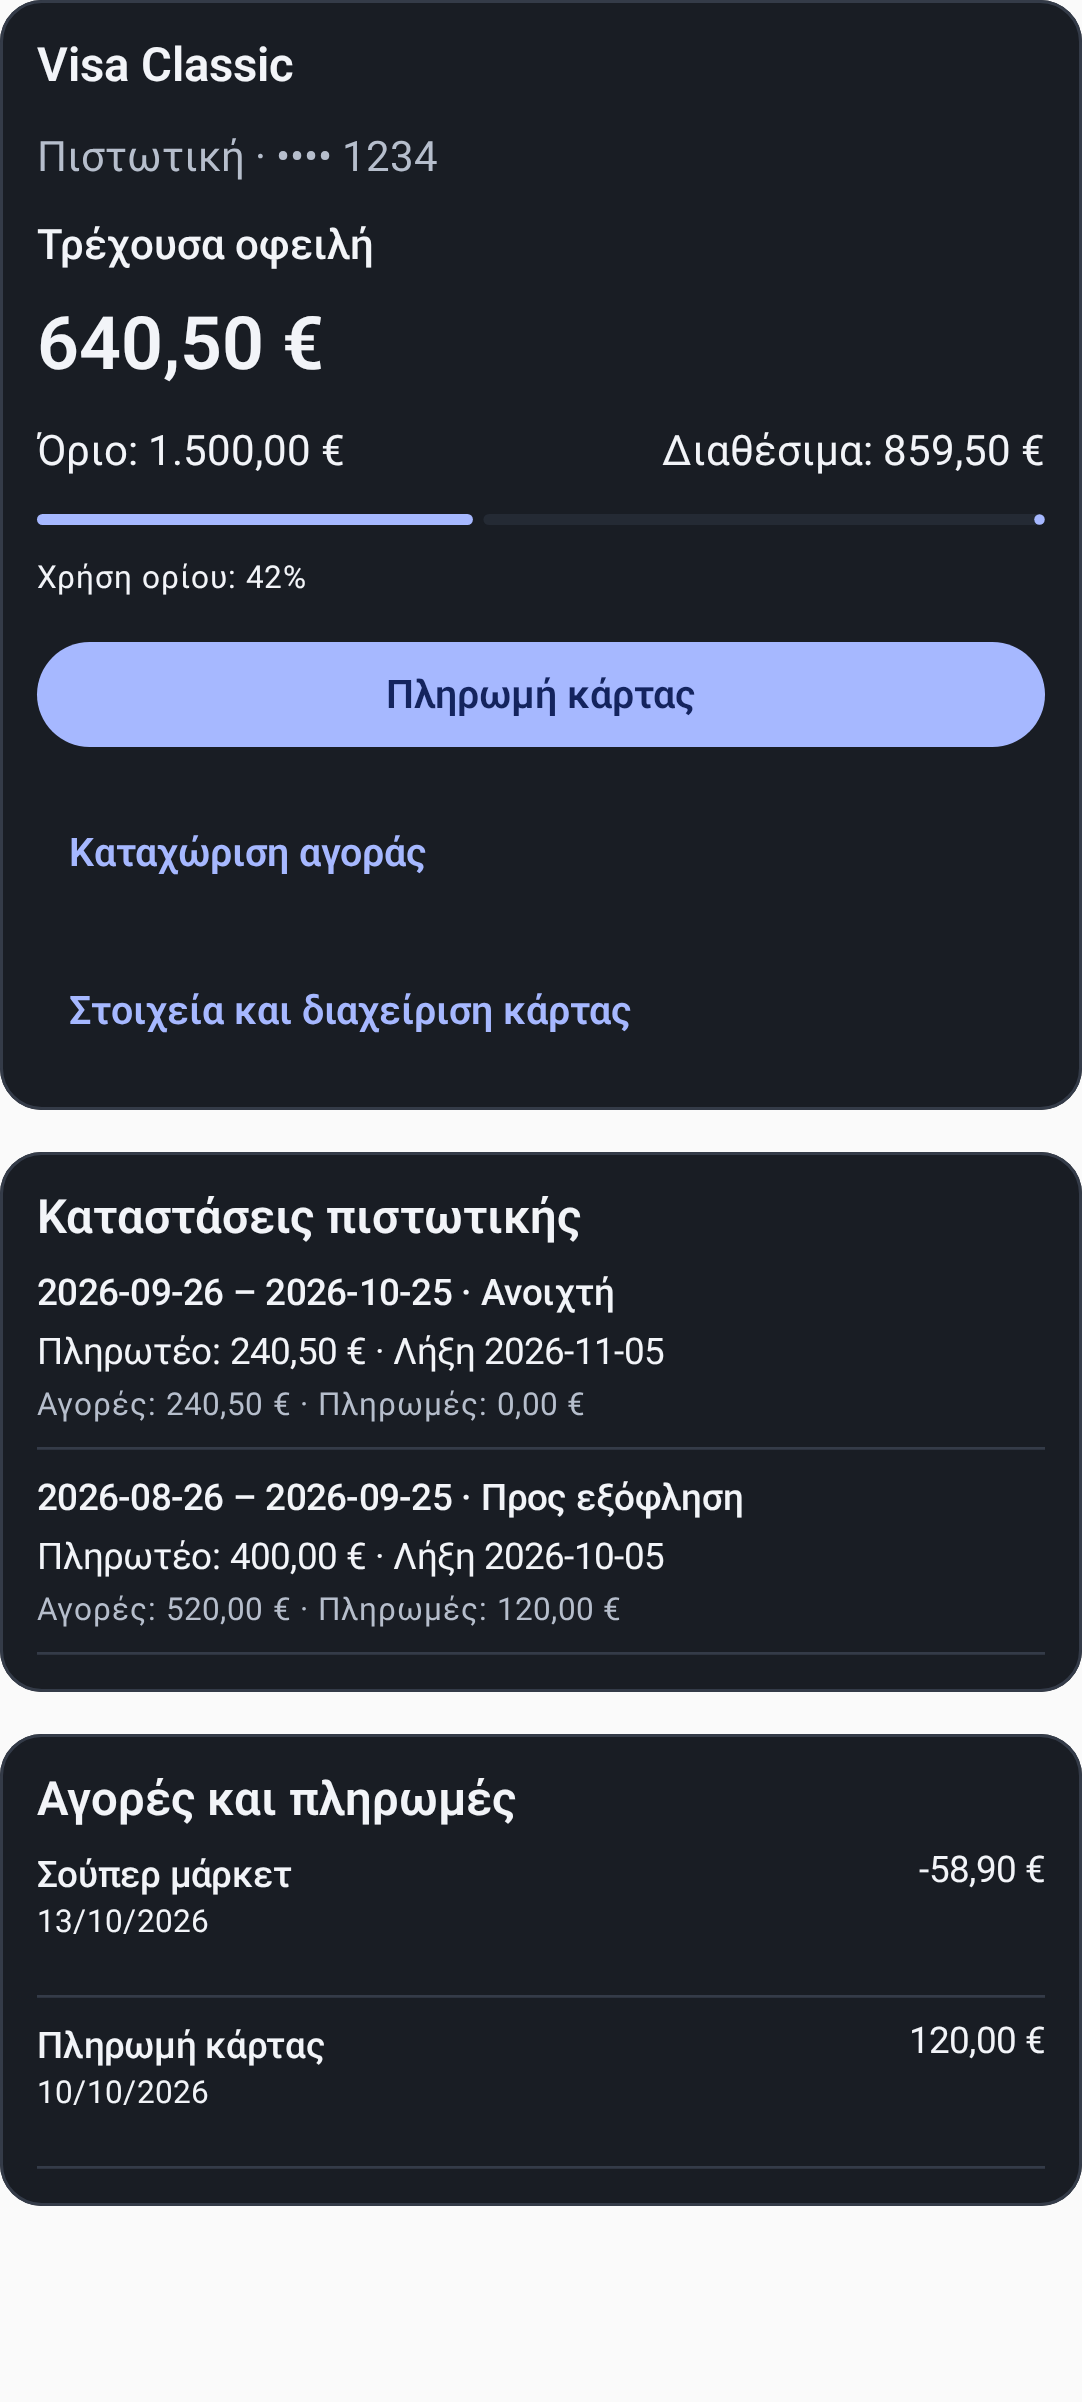 Visa Classic
Πιστωτική · •••• 1234
Τρέχουσα οφειλή
640,50 €
Όριο: 1.500,00 € Διαθέσιμα: 859,50 €
Χρήση ορίου: 42%
Πληρωμή κάρτας
Καταχώριση αγοράς
Στοιχεία και διαχείριση κάρτας
Καταστάσεις πιστωτικής
2026-09-26 – 2026-10-25 · Ανοιχτή
Πληρωτέο: 240,50 € · Λήξη 2026-11-05
Αγορές: 240,50 € · Πληρωμές: 0,00 €
2026-08-26 – 2026-09-25 · Προς εξόφληση
Πληρωτέο: 400,00 € · Λήξη 2026-10-05
Αγορές: 520,00 € · Πληρωμές: 120,00 €
Αγορές και πληρωμές
Σούπερ μάρκετ -58,90 €
13/10/2026
Πληρωμή κάρτας 120,00 €
10/10/2026